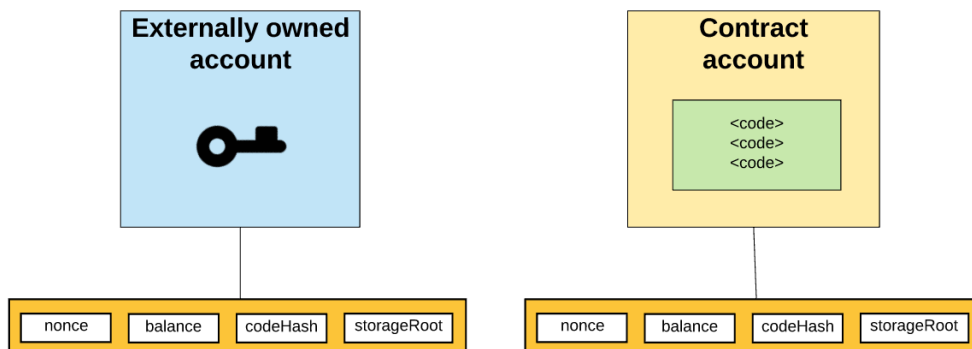 Externally owned
account
Contract
account
<code>
<code>
<code>
nonce balance codeHash storageRoot
nonce balance codeHash storageRoot